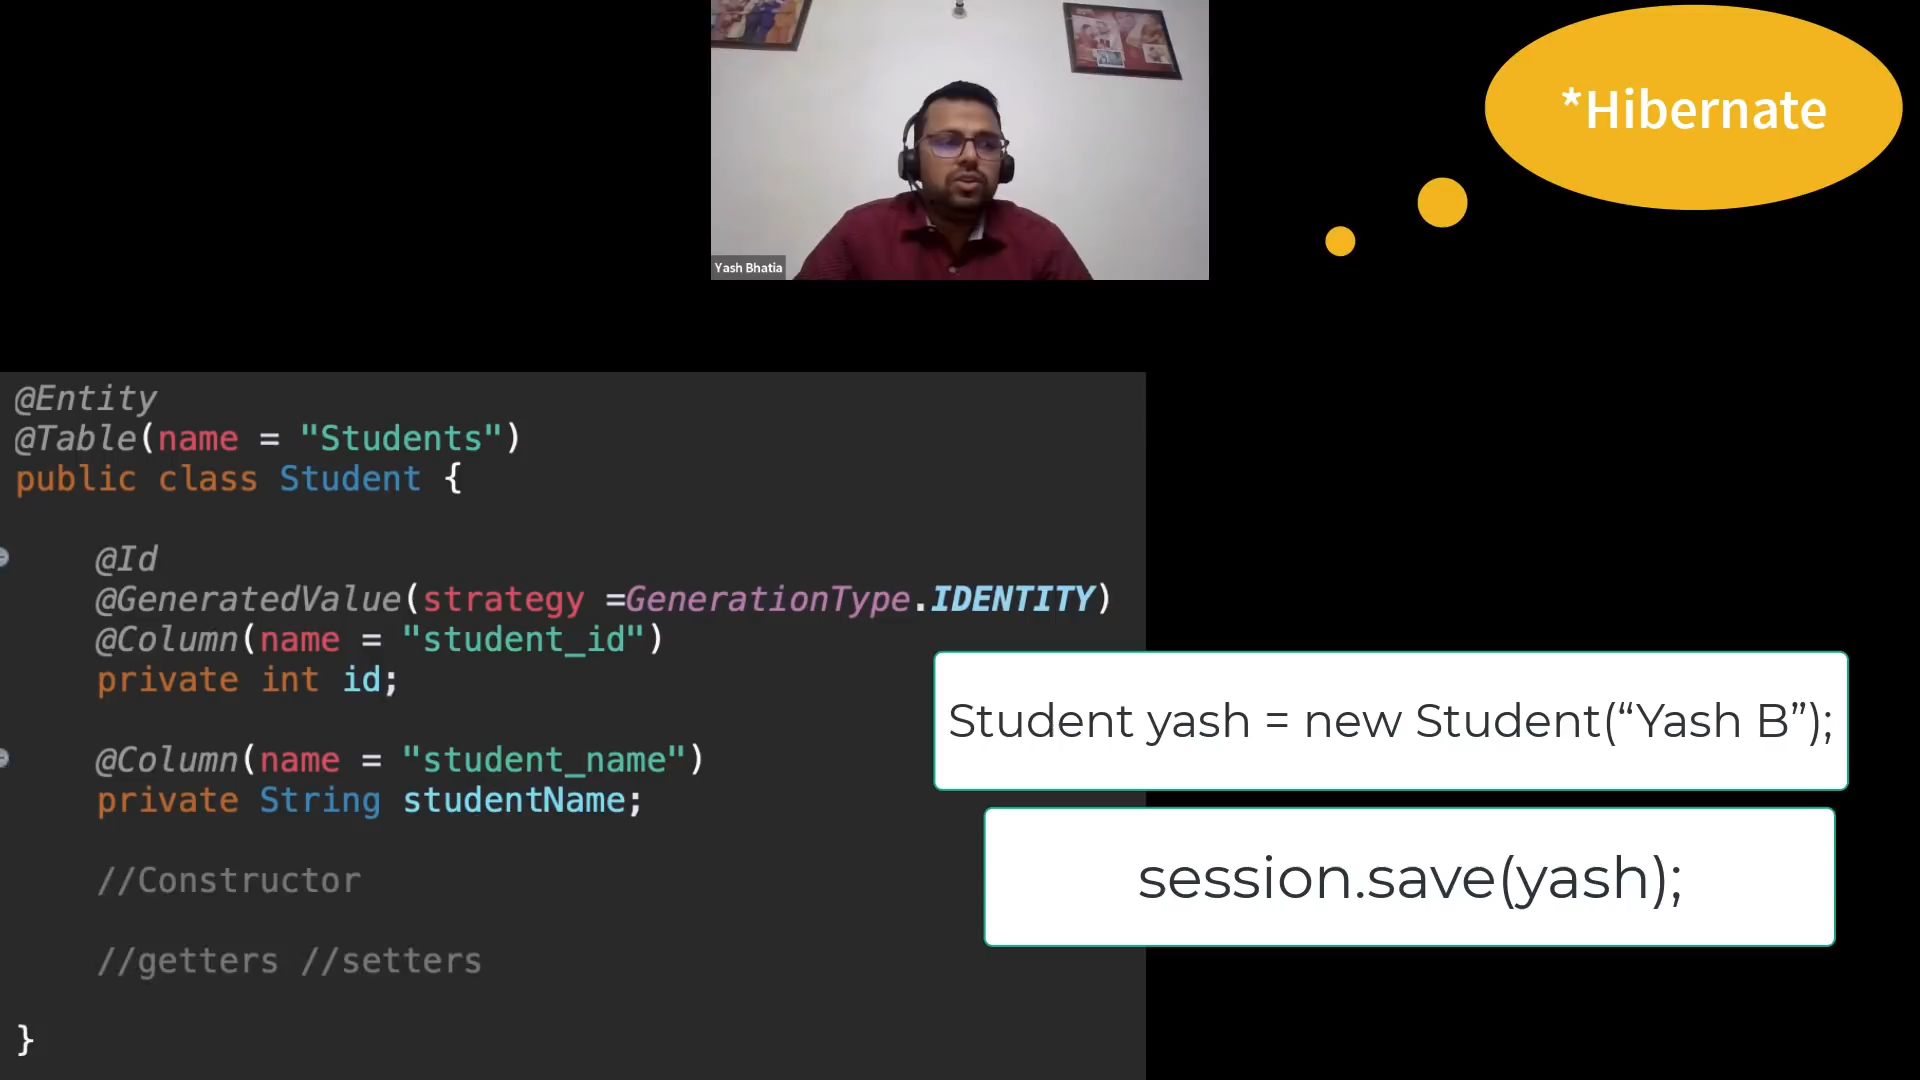 *Hibernate
Yash Bhatia
@Entity
@Table(name = "Students")
public class Student {
@Id
@GeneratedValue(strategy =GenerationType.IDENTITY)
@Column(name = "student_id")
private int id;
@Column(name = "student_name")
private String studentName;
//Constructor
//getters //setters
}
Student yash = new Student(“Yash B”);
session.save(yash);